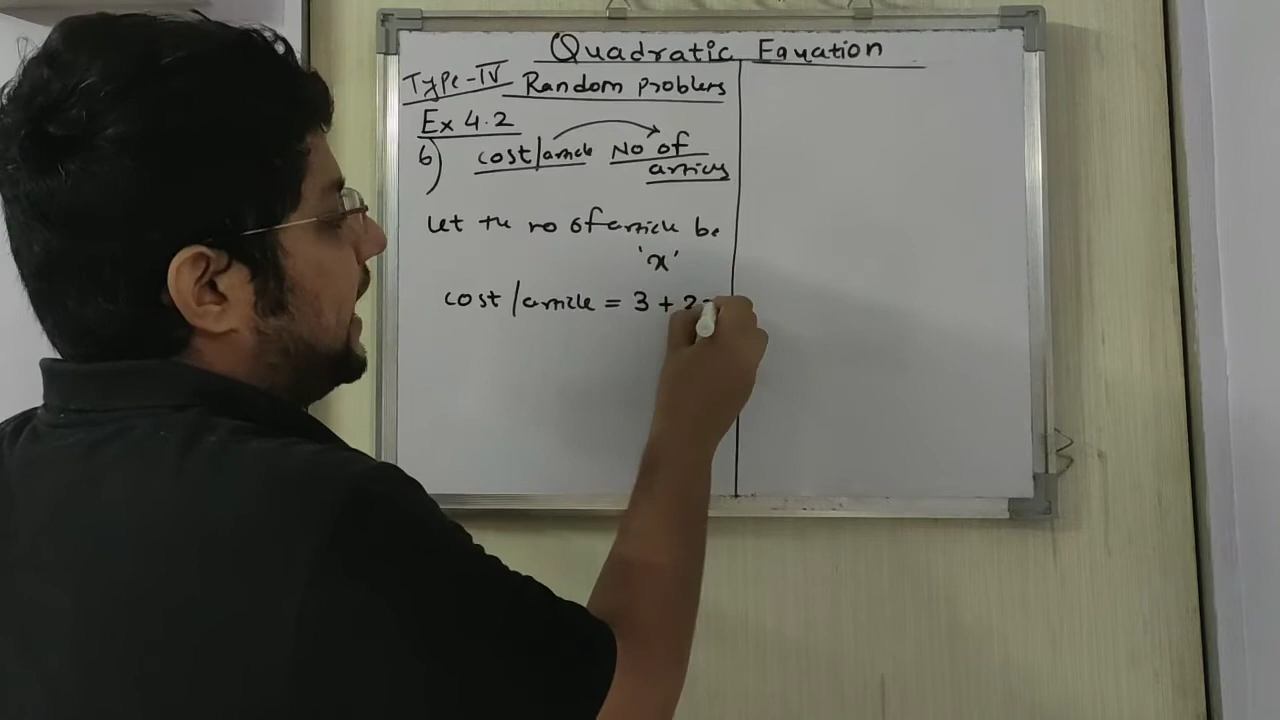 Quadratic Equation
Type-IV Random problems
Ex 4.2
6) cost/article No of
articles
Let the no of article be
'x'
cost/article = 3 + 2